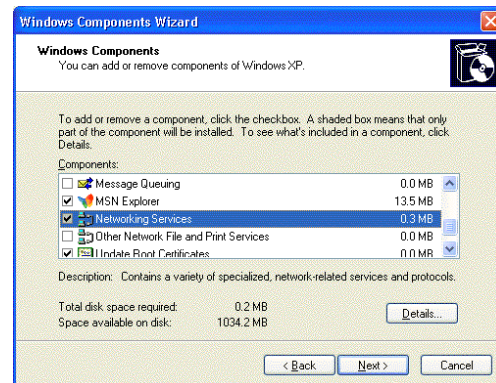 Windows Components Wizard
Windows Components
You can add or remove components of Windows XP.
To add or remove a component, click the checkbox. A shaded box means that only
part of the component will be installed. To see what's included in a component, click
Details.
Components:
Message Queuing 0.0 MB
MSN Explorer 13.5 MB
Networking Services 0.3 MB
Other Network File and Print Services 0.0 MB
Update Root Certificates 0.0 MB
Description: Contains a variety of specialized, network-related services and protocols.
Total disk space required: 0.2 MB
Space available on disk: 1034.2 MB
Details...
< Back Next > Cancel